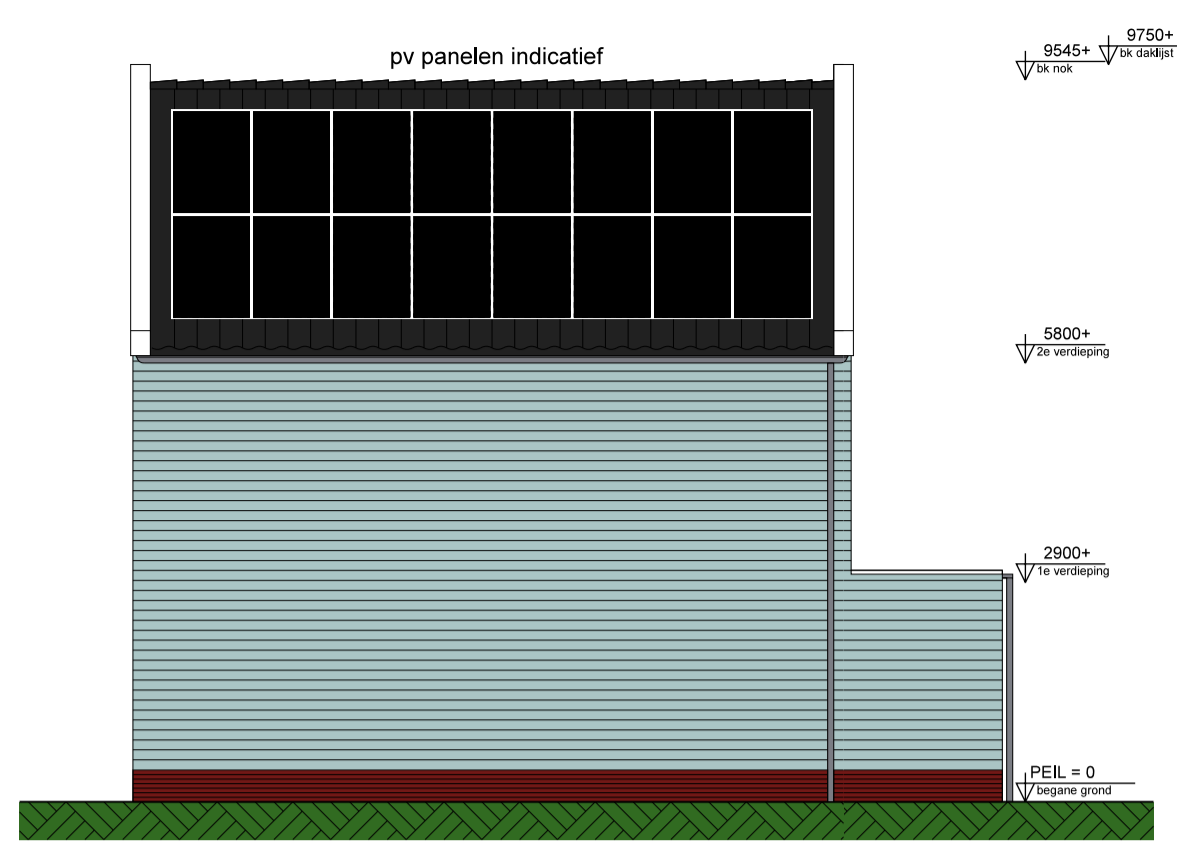 pv panelen indicatief
9750+
bk daklijst
9545+
bk nok
5800+
2e verdieping
2900+
1e verdieping
PEIL = 0
begane grond